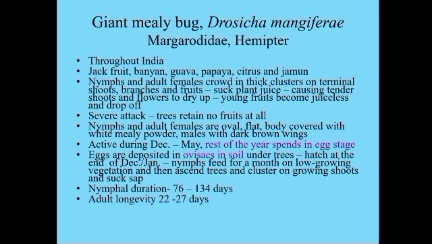 Giant mealy bug, Drosicha mangiferae
Margarodidae, Hemipter
• Throughout India
• Jack fruit, banyan, guava, papaya, citrus and jamun
• Nymphs and adult females crowd in thick clusters on terminal
shoots, branches and fruits – suck plant juice – causing tender
shoots and flowers to dry up – young fruits become juiceless
and drop off
• Severe attack – trees retain no fruits at all
• Nymphs and adult females are oval, flat, body covered with
white mealy powder, males with dark brown wings
• Active during Dec. – May, rest of the year spends in egg stage
• Eggs are deposited in ovisacs in soil under trees – hatch at the
end of Dec./Jan. – nymphs feed for a month on low-growing
vegetation and then ascend trees and cluster on growing shoots
and suck sap
• Nymphal duration- 76 – 134 days
• Adult longevity 22 -27 days